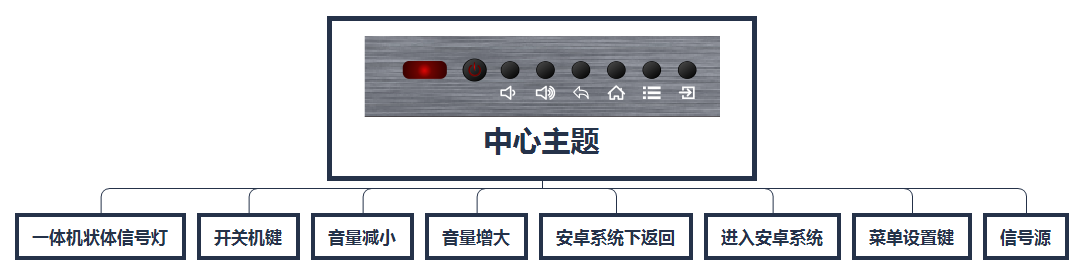 中心主题
一体机状体信号灯
开关机键
音量减小
音量增大
安卓系统下返回
进入安卓系统
菜单设置键
信号源